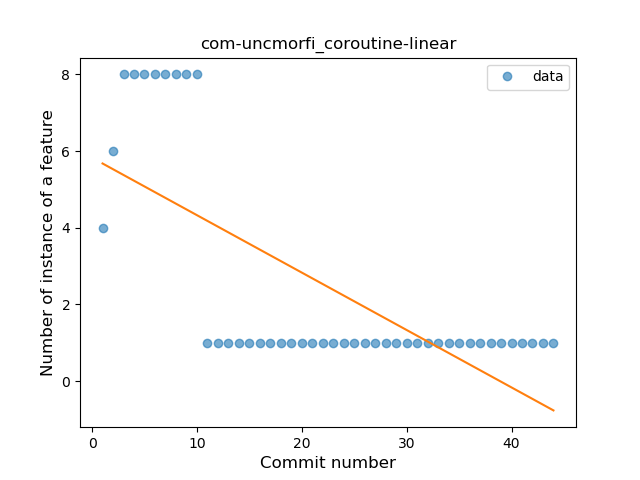 com-uncmorfi_coroutine-linear
data
Number of instance of a feature
8
6
4
2
0
0
10
20
30
40
Commit number